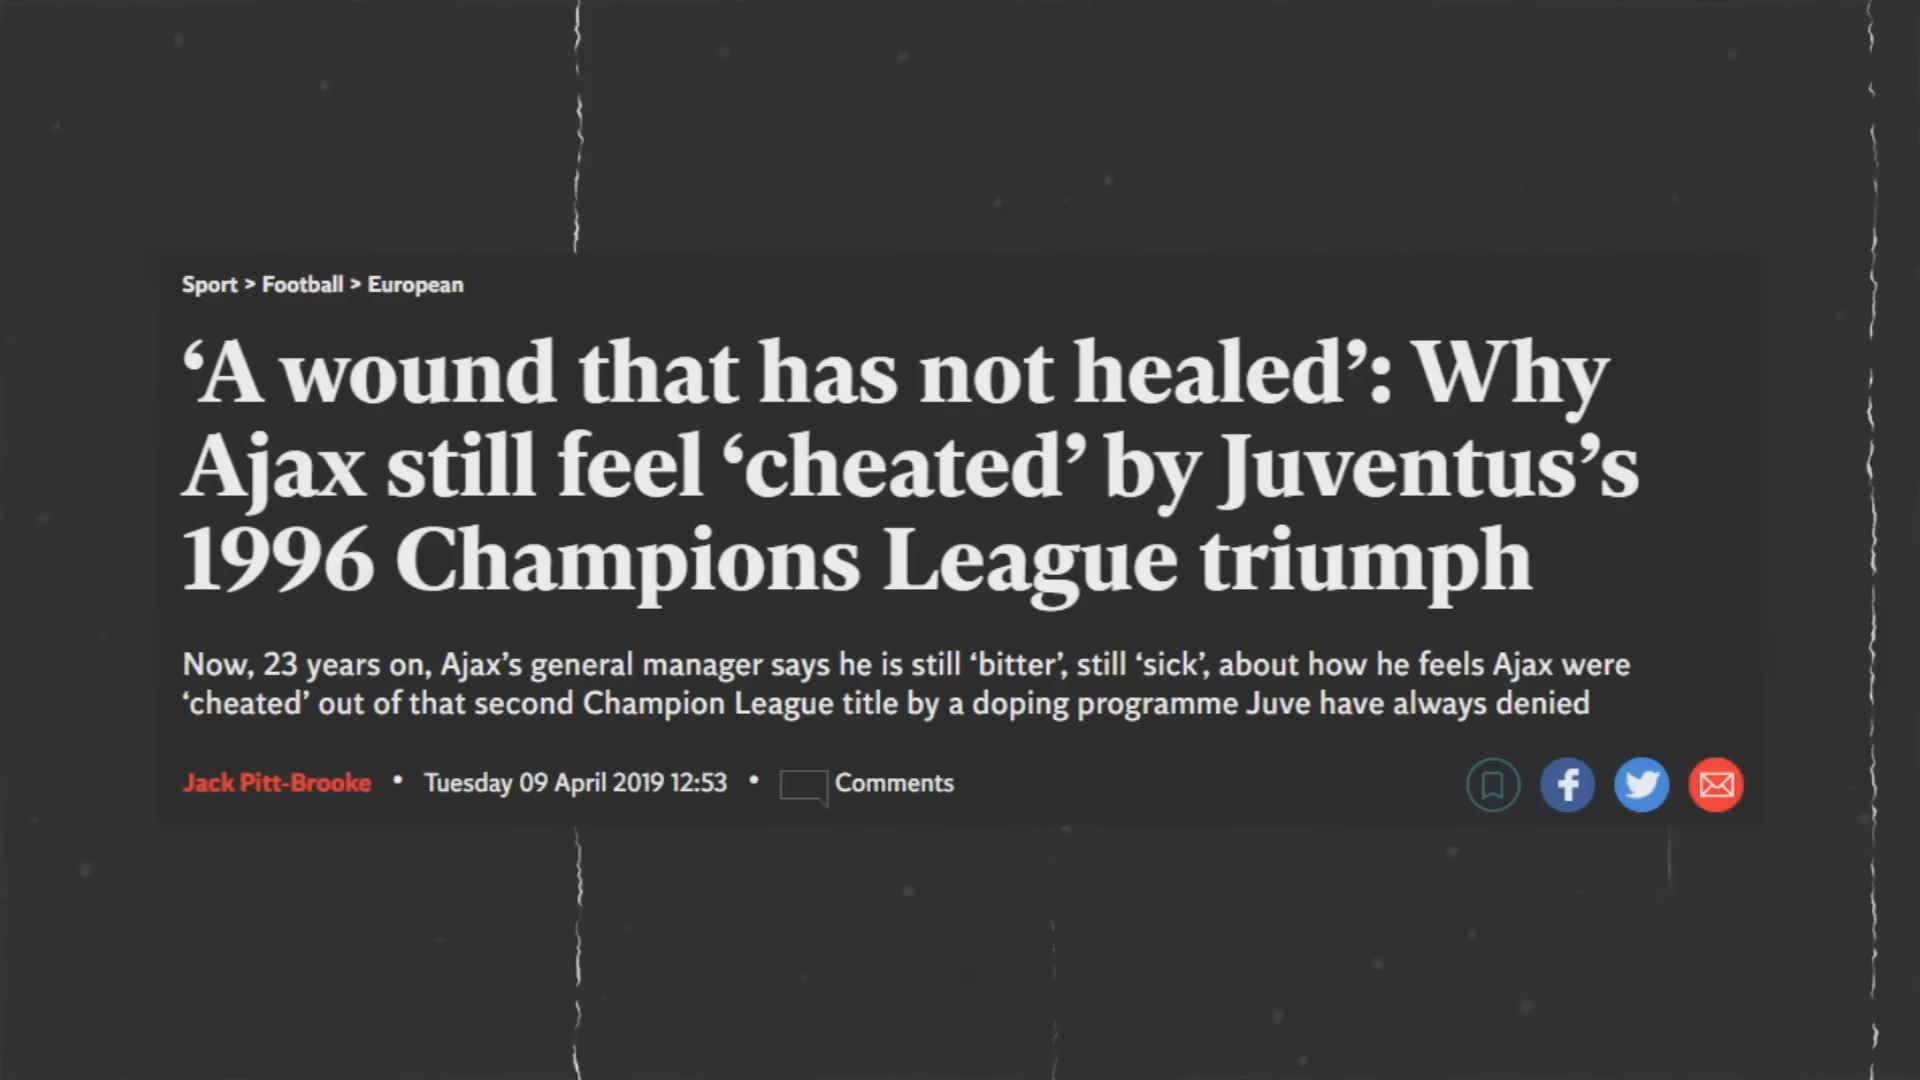 Sport > Football > European
‘A wound that has not healed’: Why
Ajax still feel ‘cheated’ by Juventus’s
1996 Champions League triumph
Now, 23 years on, Ajax’s general manager says he is still ‘bitter’, still ‘sick’, about how he feels Ajax were
‘cheated’ out of that second Champion League title by a doping programme Juve have always denied
Jack Pitt-Brooke • Tuesday 09 April 2019 12:53 • Comments